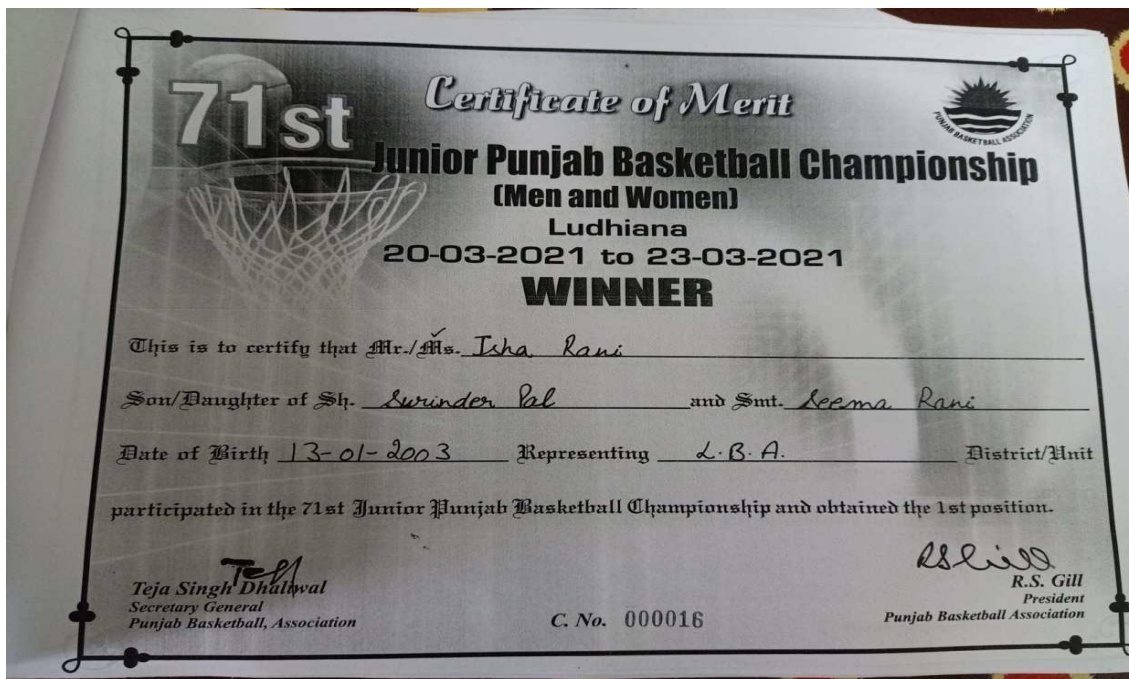 71st
Certificate of Merit
PUNJAB BASKETBALL ASSOCIATION
Junior Punjab Basketball Championship
(Men and Women)
Ludhiana
20-03-2021 to 23-03-2021
WINNER
This is to certify that Mr./Ms. Isha Rani
Son/Daughter of Sh. Surinder Pal and Smt. Seema Rani
Date of Birth 13-01-2003 Representing L.B.A. District/Unit
participated in the 71st Junior Punjab Basketball Championship and obtained the 1st position.
RSGill
Teja Singh Dhaliwal
Secretary General
Punjab Basketball, Association
C. No. 000016
R.S. Gill
President
Punjab Basketball Association